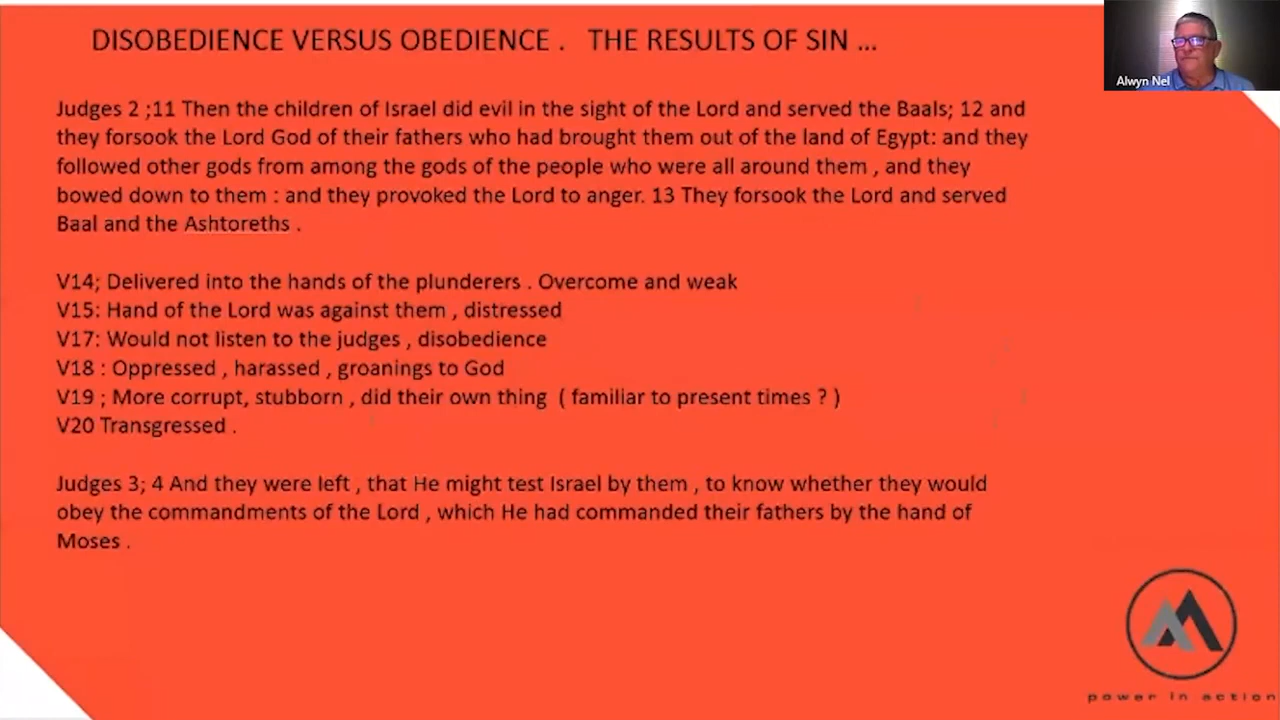 DISOBEDIENCE VERSUS OBEDIENCE . THE RESULTS OF SIN ...
Alwyn Nel
Judges 2 ;11 Then the children of Israel did evil in the sight of the Lord and served the Baals; 12 and
they forsook the Lord God of their fathers who had brought them out of the land of Egypt: and they
followed other gods from among the gods of the people who were all around them , and they
bowed down to them : and they provoked the Lord to anger. 13 They forsook the Lord and served
Baal and the Ashtoreths .
V14; Delivered into the hands of the plunderers . Overcome and weak
V15: Hand of the Lord was against them , distressed
V17: Would not listen to the judges , disobedience
V18 : Oppressed , harassed , groanings to God
V19 ; More corrupt, stubborn , did their own thing ( familiar to present times ? )
V20 Transgressed .
Judges 3; 4 And they were left , that He might test Israel by them , to know whether they would
obey the commandments of the Lord , which He had commanded their fathers by the hand of
Moses .
power in action